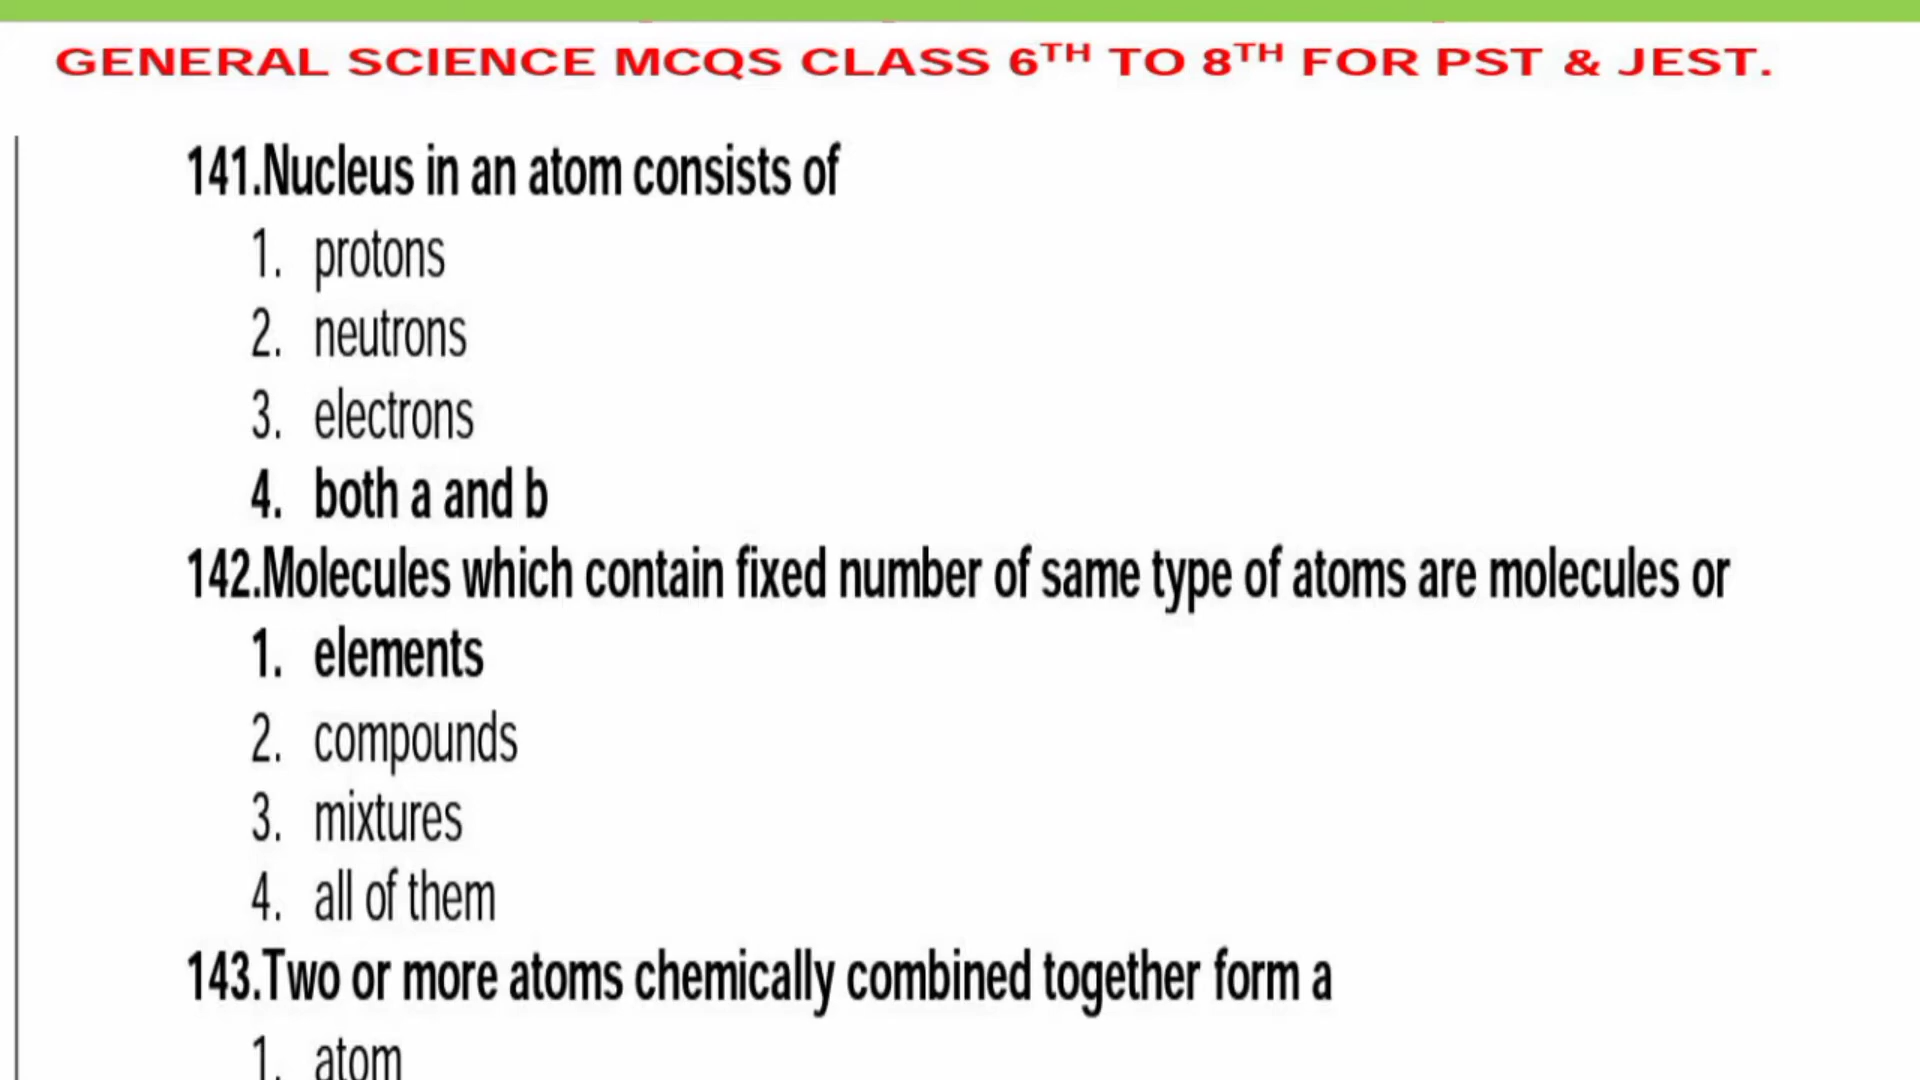 GENERAL SCIENCE MCQS CLASS 6TH TO 8TH FOR PST & JEST.
141.Nucleus in an atom consists of
1. protons
2. neutrons
3. electrons
4. both a and b
142.Molecules which contain fixed number of same type of atoms are molecules or
1. elements
2. compounds
3. mixtures
4. all of them
143.Two or more atoms chemically combined together form a
1. atom